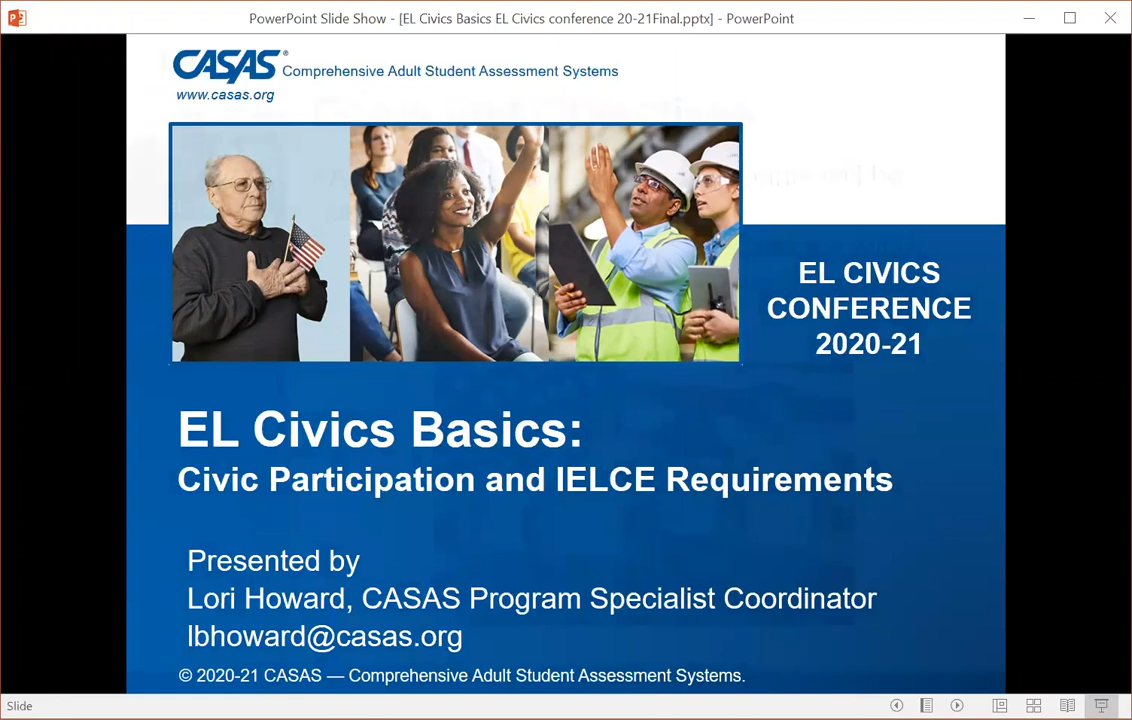 PowerPoint Slide Show - [EL Civics Basics EL Civics conference 20-21Final.pptx] - PowerPoint
CASAS® Comprehensive Adult Student Assessment Systems
www.casas.org
EL CIVICS
CONFERENCE
2020-21
EL Civics Basics:
Civic Participation and IELCE Requirements
Presented by
Lori Howard, CASAS Program Specialist Coordinator
lbhoward@casas.org
© 2020-21 CASAS — Comprehensive Adult Student Assessment Systems.
Slide